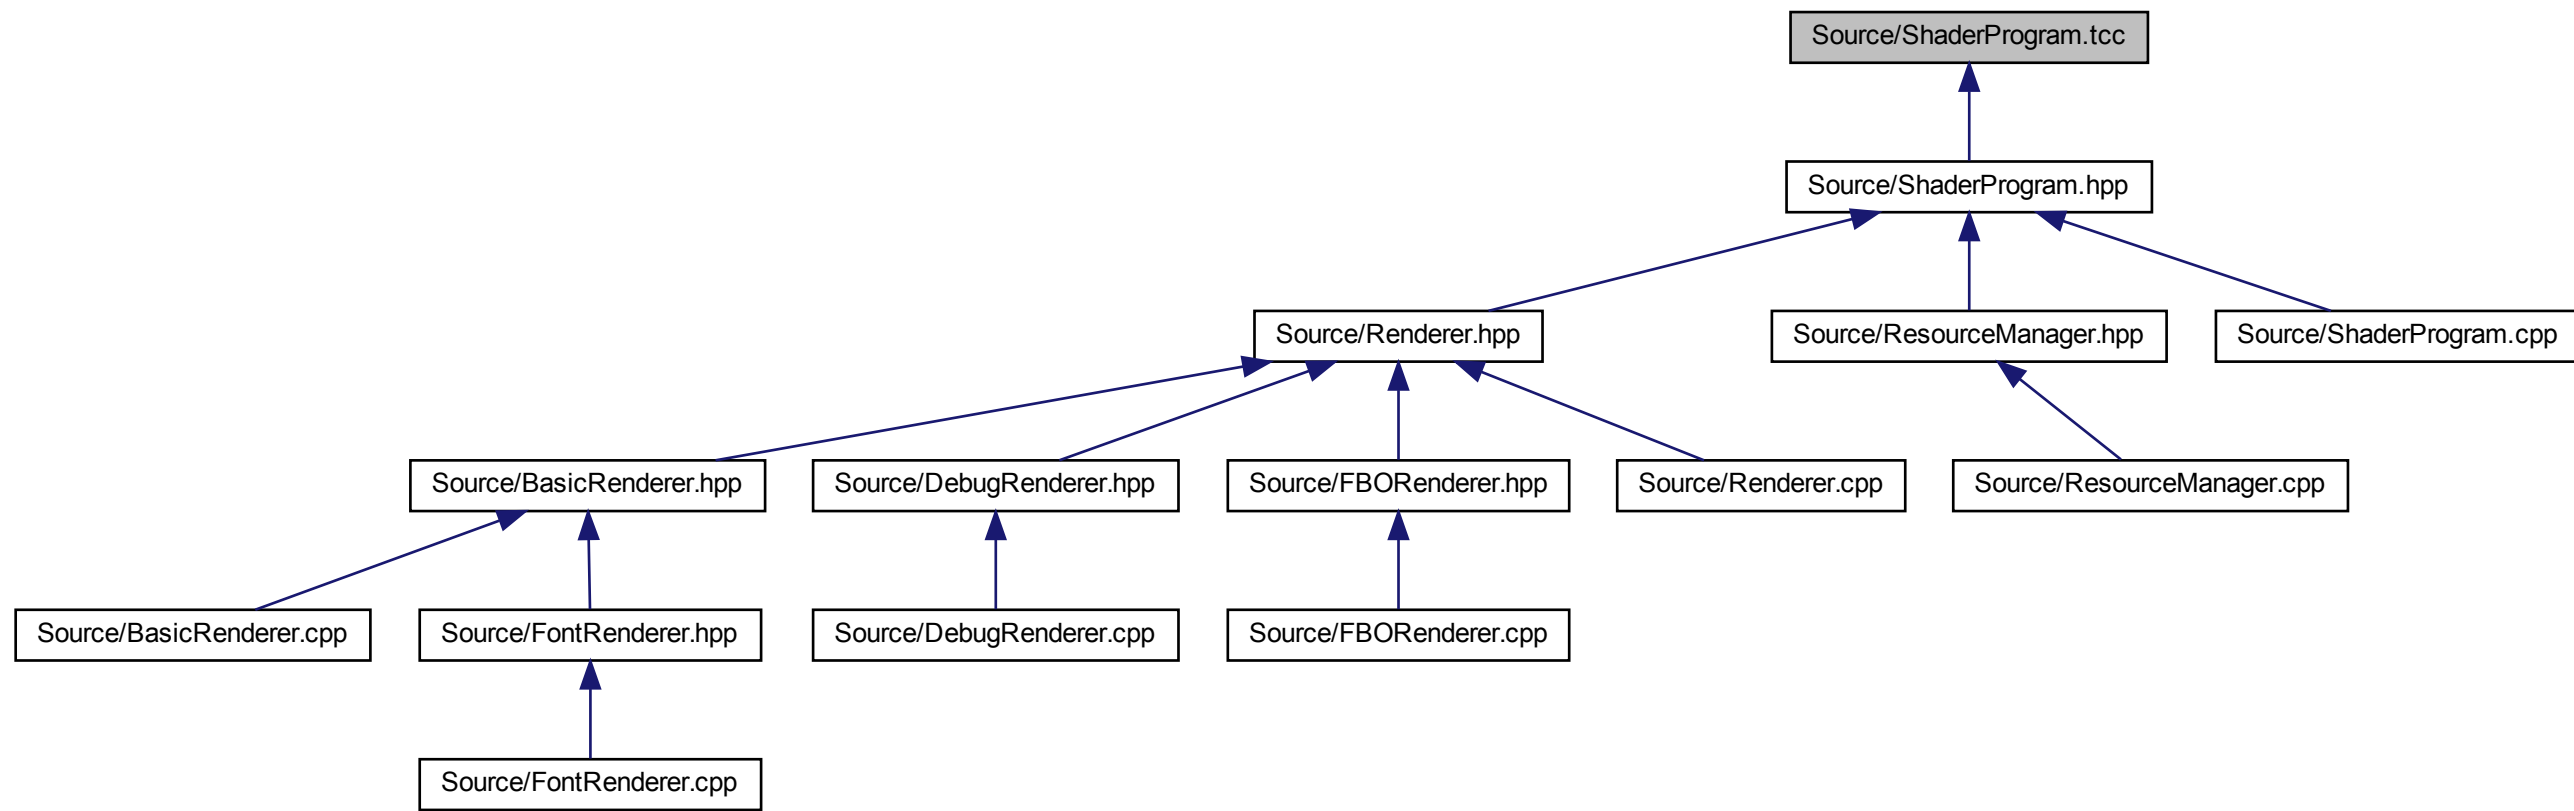 Source/ShaderProgram.tcc
Source/ShaderProgram.hpp
Source/Renderer.hpp
Source/ResourceManager.hpp
Source/ShaderProgram.cpp
Source/BasicRenderer.hpp
Source/DebugRenderer.hpp
Source/FBORenderer.hpp
Source/Renderer.cpp
Source/ResourceManager.cpp
Source/BasicRenderer.cpp
Source/FontRenderer.hpp
Source/DebugRenderer.cpp
Source/FBORenderer.cpp
Source/FontRenderer.cpp